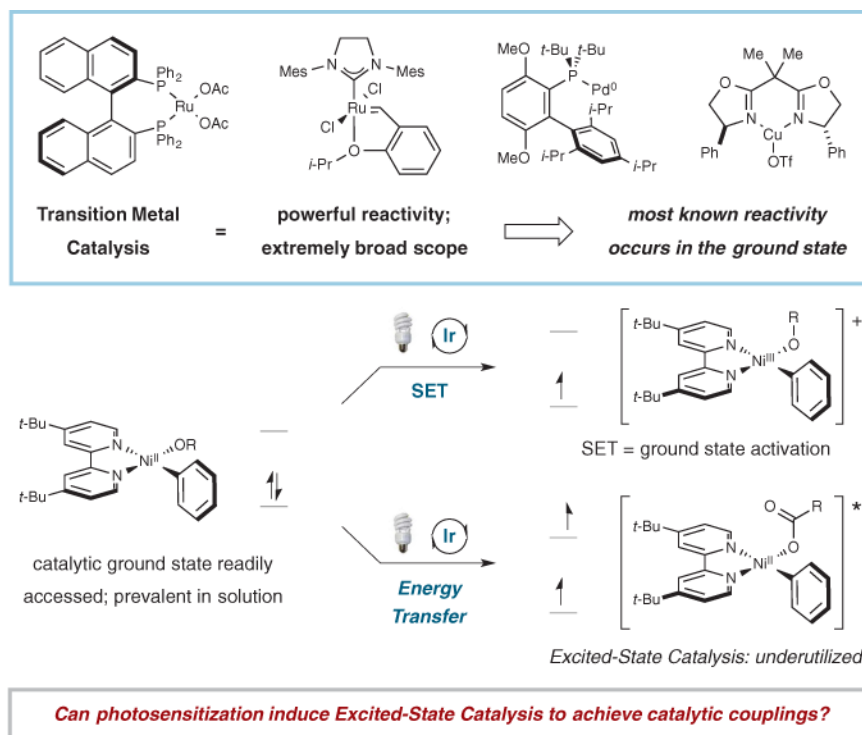 Ph2
P
Ru
OAc
OAc
P
Ph2
Mes
N
N
Mes
Cl
Ru
Cl
O
i-Pr
MeO
t-Bu
t-Bu
P
Pd0
i-Pr
MeO
i-Pr
i-Pr
Me
Me
O
O
N
N
Cu
Ph
OTf
Ph
Transition Metal
Catalysis
=
powerful reactivity;
extremely broad scope
most known reactivity
occurs in the ground state
Ir
SET
t-Bu
t-Bu
N
N
NiIII
O
R
+
SET = ground state activation
t-Bu
t-Bu
N
N
NiII
OR
catalytic ground state readily
accessed; prevalent in solution
Ir
Energy
Transfer
t-Bu
t-Bu
N
N
NiII
O
O
R
*
Excited-State Catalysis: underutilized
Can photosensitization induce Excited-State Catalysis to achieve catalytic couplings?